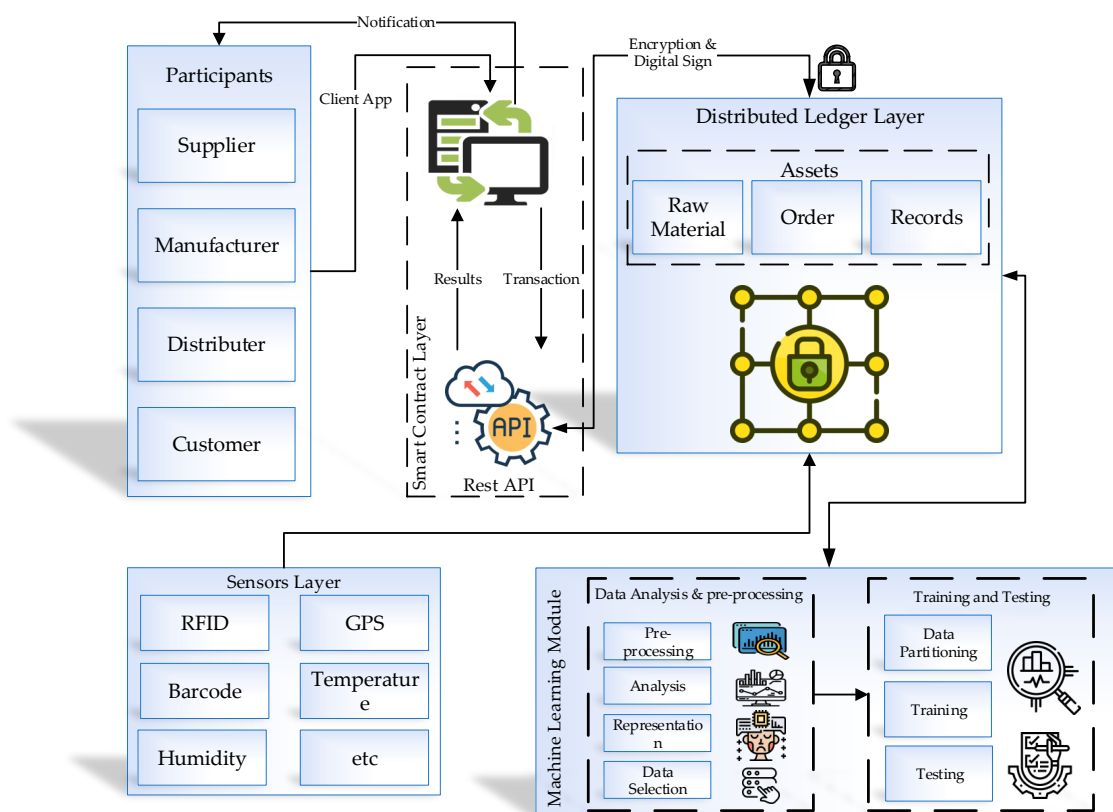 Notification
Participants
Supplier
Manufacturer
Distributer
Customer
Client App
Results
Transaction
Smart Contract Layer
API
Rest API
Encryption &
Digital Sign
Distributed Ledger Layer
Assets
Raw
Material
Order
Records
Sensors Layer
RFID
GPS
Barcode
Temperatur
e
Humidity
etc
Machine Learning Module
Data Analysis & pre-processing
Pre-
processing
Analysis
Representatio
n
Data
Selection
Training and Testing
Data
Partitioning
Training
Testing